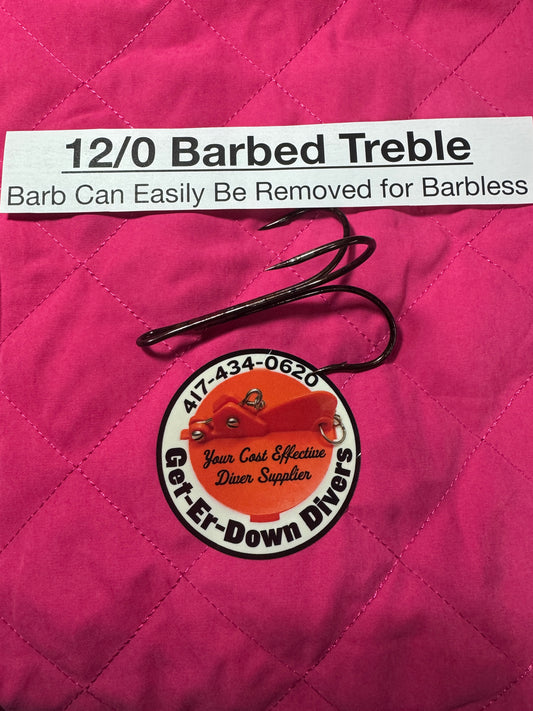 12/0 Barbed Treble
Barb Can Easily Be Removed for Barbless
417-434-0620
Your Cost Effective
Diver Supplier
Get-Er-Down Divers